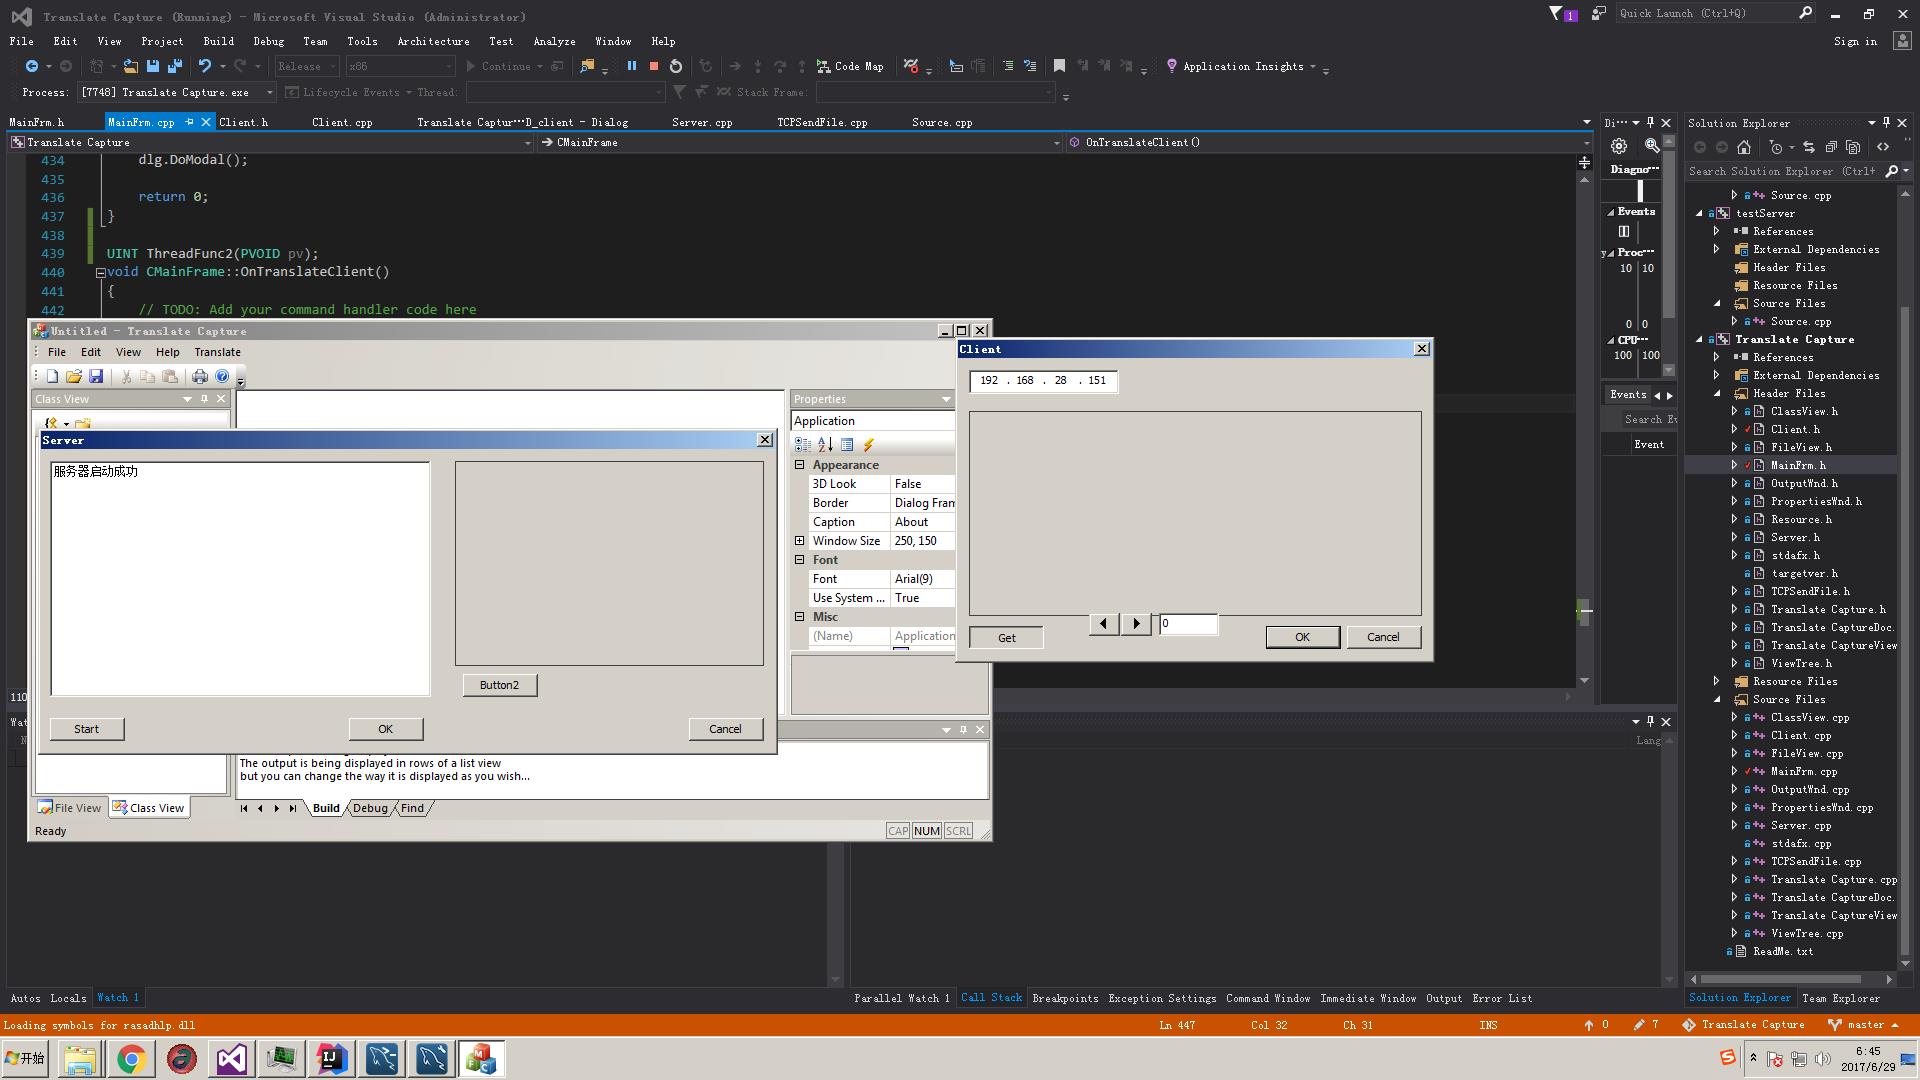 Translate Capture (Running) - Microsoft Visual Studio (Administrator)
1
Quick Launch (Ctrl+Q)
File Edit View Project Build Debug Team Tools Architecture Test Analyze Window Help
Sign in
Release x86 Continue Code Map Application Insights
Process: [7748] Translate Capture.exe Lifecycle Events Thread: Stack Frame:
MainFrm.h MainFrm.cpp Client.h Client.cpp Translate Captur···D_client - Dialog Server.cpp TCPSendFile.cpp Source.cpp
Translate Capture CMainFrame OnTranslateClient()
434 dlg.DoModal();
435
436 return 0;
437 }
438
439 UINT ThreadFunc2(PVOID pv);
440 void CMainFrame::OnTranslateClient()
441 {
442 // TODO: Add your command handler code here
Untitled - Translate Capture
File Edit View Help Translate
Class View
Server
服务器启动成功
Button2
Start OK Cancel
Properties
Application
Appearance
3D Look False
Border Dialog Fram
Caption About
Window Size 250, 150
Font
Font Arial(9)
Use System ... True
Misc
(Name) Application
The output is being displayed in rows of a list view
but you can change the way it is displayed as you wish...
File View Class View
Build Debug Find
Ready
CAP NUM SCRL
Client
192 . 168 . 28 . 151
Get 0 OK Cancel
110
Wat
N
Lang
Di···
Diagno···
Events
Proc···
10 10
0 0
CPU···
100 100
Events
Search Ev
Event
Solution Explorer
Search Solution Explorer (Ctrl+
Source.cpp
testServer
References
External Dependencies
Header Files
Resource Files
Source Files
Source.cpp
Translate Capture
References
External Dependencies
Header Files
ClassView.h
Client.h
FileView.h
MainFrm.h
OutputWnd.h
PropertiesWnd.h
Resource.h
Server.h
stdafx.h
targetver.h
TCPSendFile.h
Translate Capture.h
Translate CaptureDoc.
Translate CaptureView
ViewTree.h
Resource Files
Source Files
ClassView.cpp
Client.cpp
FileView.cpp
MainFrm.cpp
OutputWnd.cpp
PropertiesWnd.cpp
Server.cpp
stdafx.cpp
TCPSendFile.cpp
Translate Capture.cpp
Translate CaptureDoc.
Translate CaptureView
ViewTree.cpp
ReadMe.txt
Autos Locals Watch 1
Parallel Watch 1 Call Stack Breakpoints Exception Settings Command Window Immediate Window Output Error List
Solution Explorer Team Explorer
Loading symbols for rasadhlp.dll
Ln 447 Col 32 Ch 31 INS 0 7 Translate Capture master
开始
6:45
2017/6/29